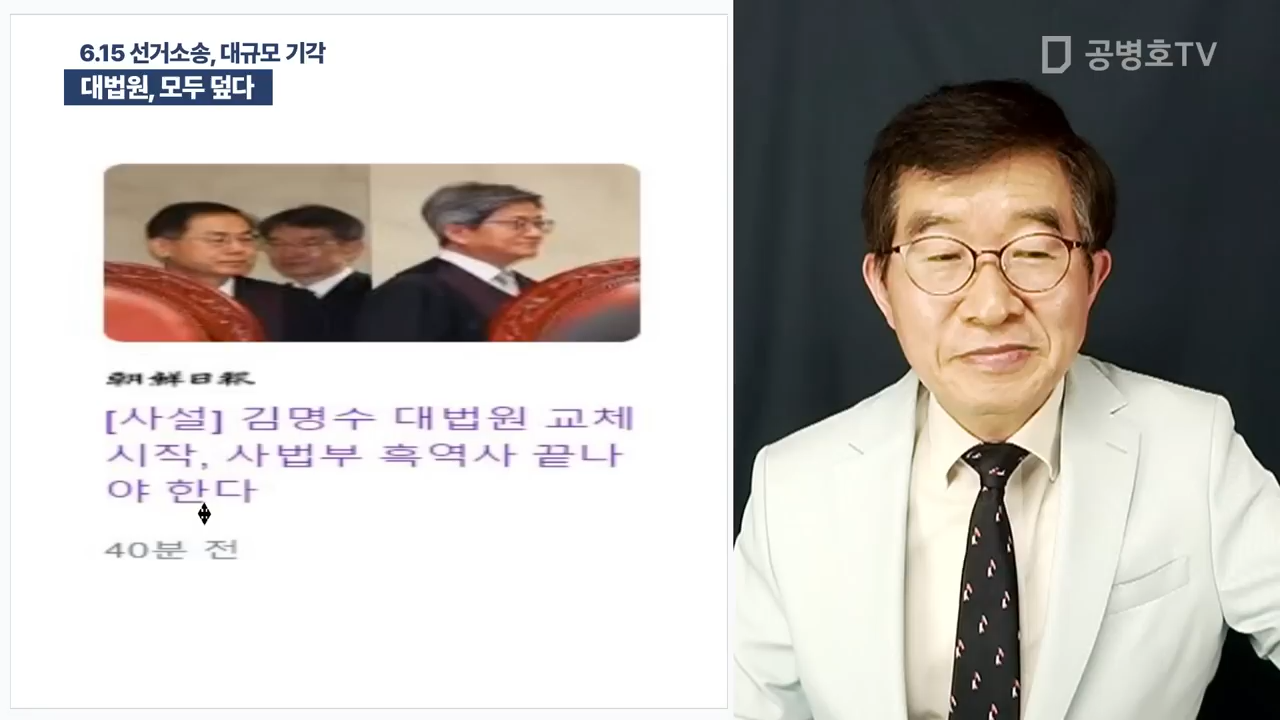 6.15 선거소송, 대규모 기각
대법원, 모두 덮다
공병호TV
朝鮮日報
[사설] 김명수 대법원 교체
시작, 사법부 흑역사 끝나
야 한다
40분 전